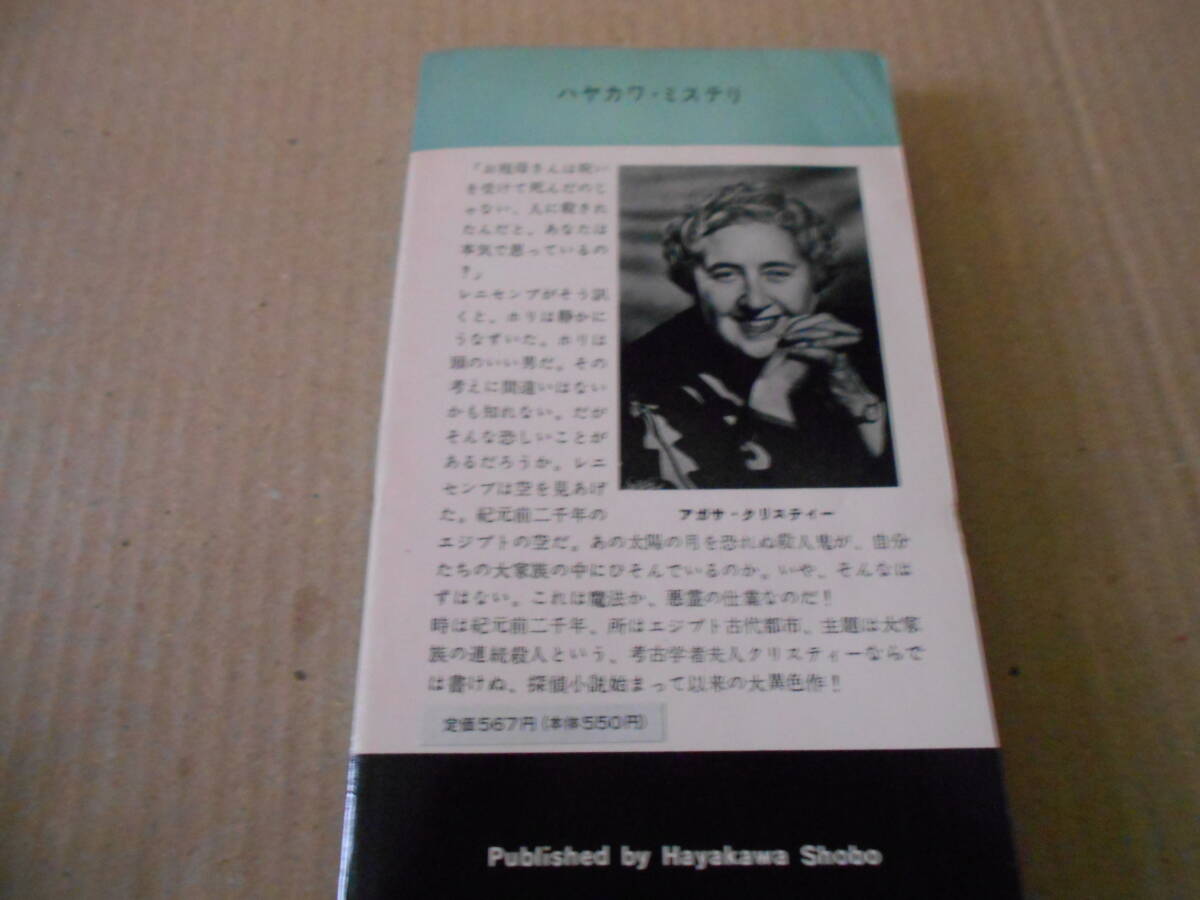 ハヤカワ・ミステリ
「お祖母さんは呪い
を受けて死んだのじ
ゃない、人に殺され
たんだと、あなたは
本気で思っているの
?」
レニセンブがそう訊
くと、ホリは静かに
うなずいた。ホリは
頭のいい男だ。その
考えに間違いはない
かも知れない。だが
そんな恐しいことが
あるだろうか。レニ
センブは空を見あげ
た。紀元前二千年の
エジプトの空だ。あの太陽の月を恐れぬ殺人鬼が、自分
たちの大家族の中にひそんでいるのか。いや、そんなは
ずはない。これは魔法か、悪霊の仕業なのだ!!
時は紀元前二千年、所はエジプト古代都市、主題は大家
族の連続殺人という、考古学者夫人クリスティーならで
は書けぬ、探偵小説始まって以来の大異色作!!
アガサ・クリスティー
定価567円(本体550円)
Published by Hayakawa Shobo